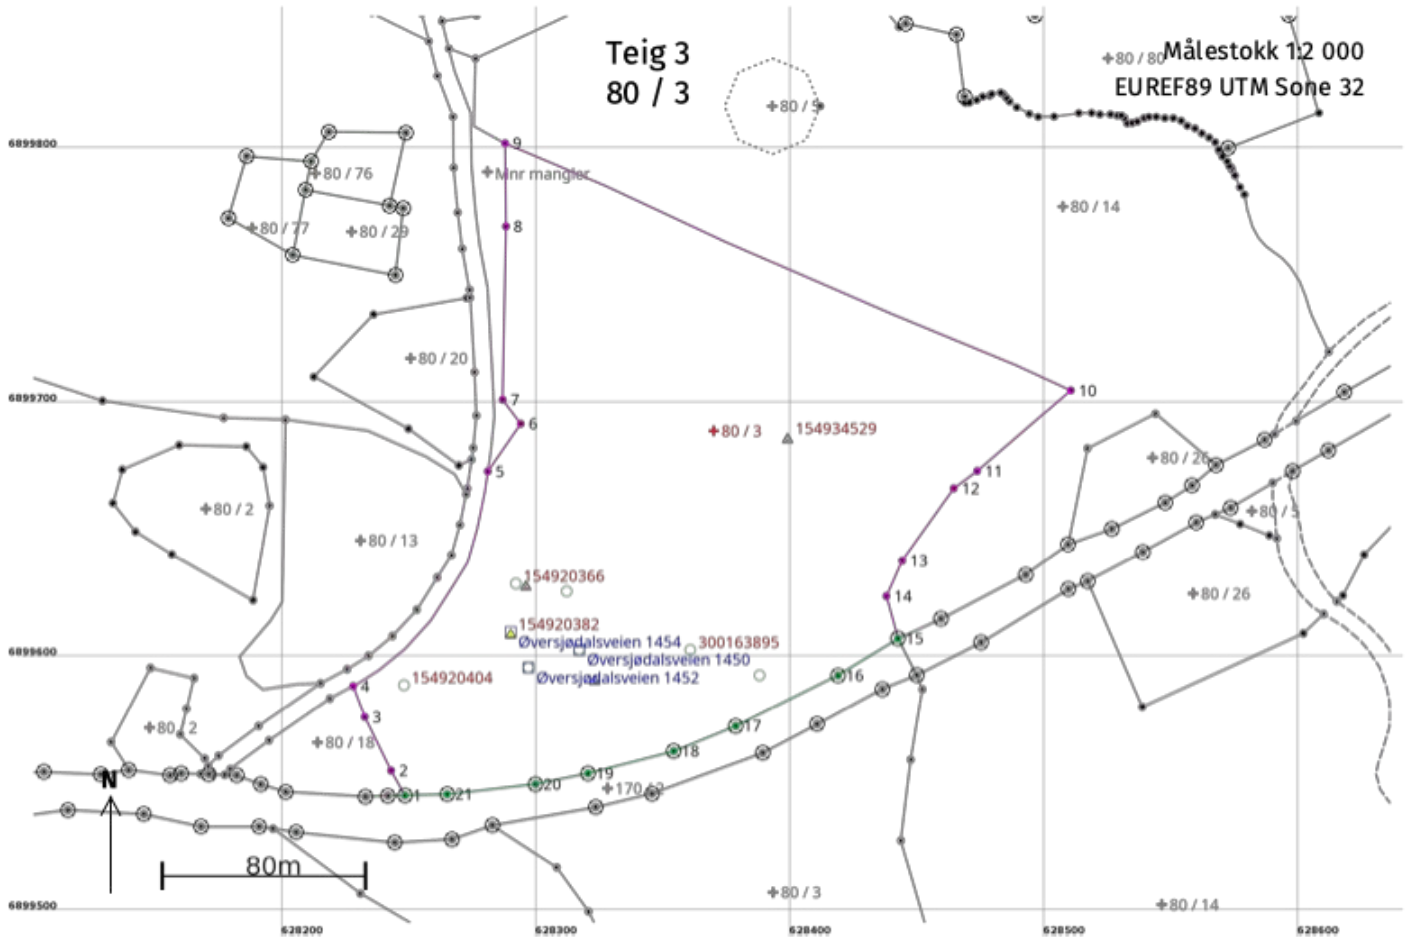 Teig 3
80 / 3
Målestokk 1:2 000
EUREF89 UTM Sone 32
80 / 80
80 / 5
6899800
9
Mnr mangler
80 / 76
80 / 14
80 / 77
80 / 29
8
80 / 20
10
6899700
7
6
80 / 3
154934529
5
11
80 / 26
12
80 / 2
80 / 5
80 / 13
13
154920366
14
80 / 26
154920382
Øversjødalsveien 1454
300163895
15
6899600
Øversjødalsveien 1450
154920404
Øversjødalsveien 1452
16
4
3
17
80 / 2
80 / 18
18
2
19
N
20
170 / 2
1
21
80m
80 / 3
80 / 14
6899500
628200
628300
628400
628500
628600